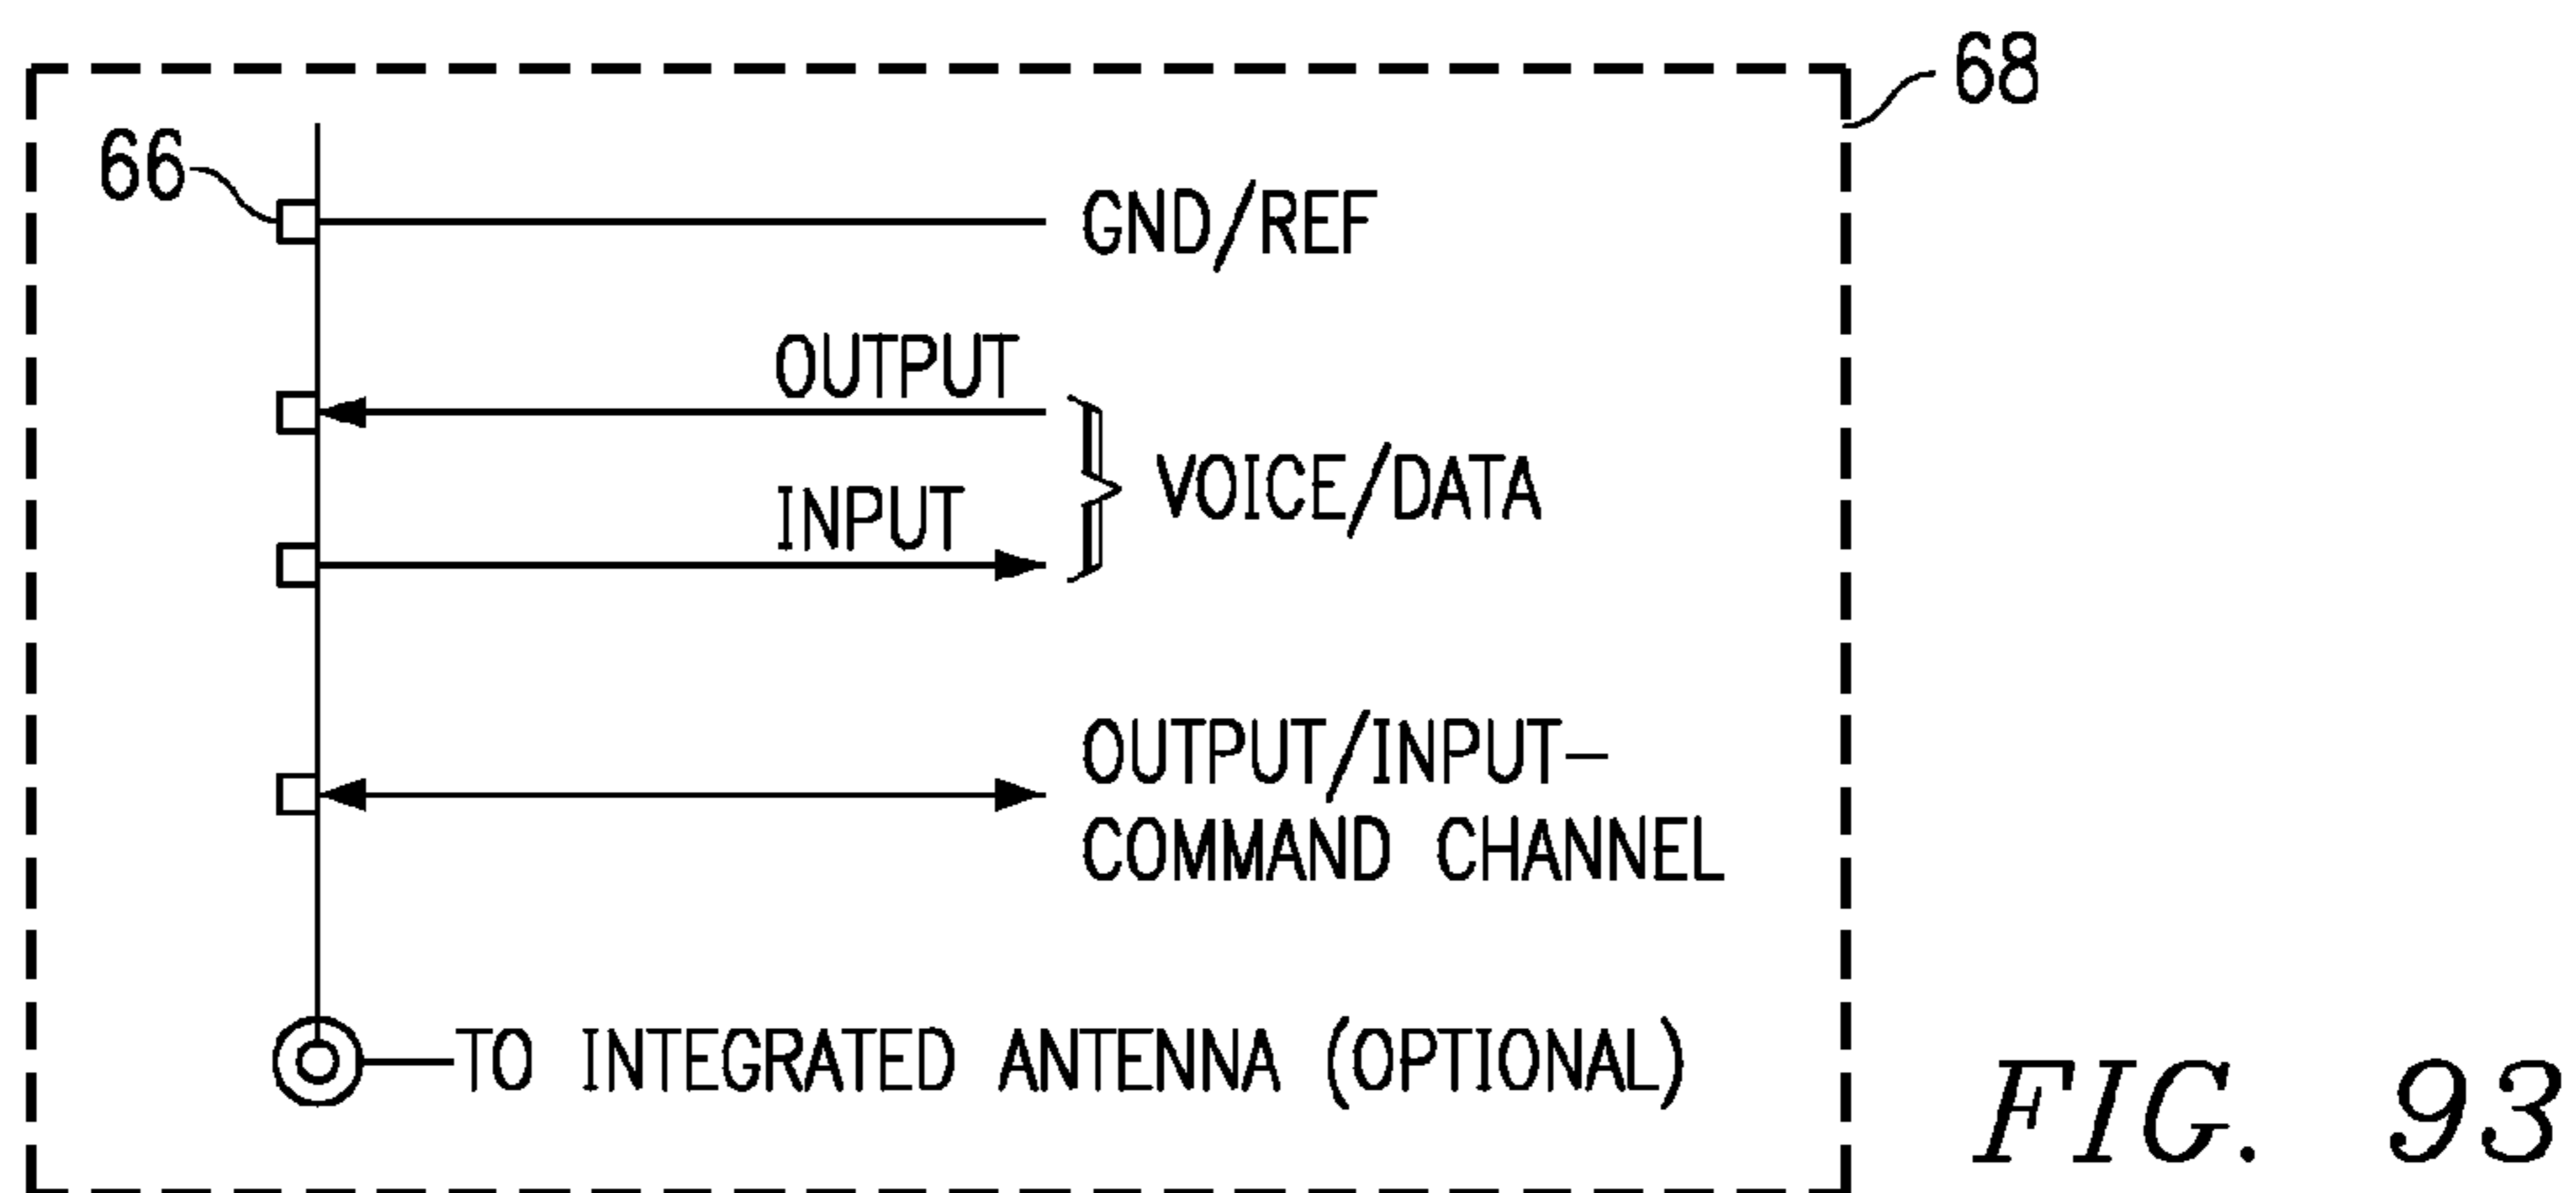 68
66
GND/REF
OUTPUT
INPUT
VOICE/DATA
OUTPUT/INPUT-
COMMAND CHANNEL
TO INTEGRATED ANTENNA (OPTIONAL)
FIG. 93